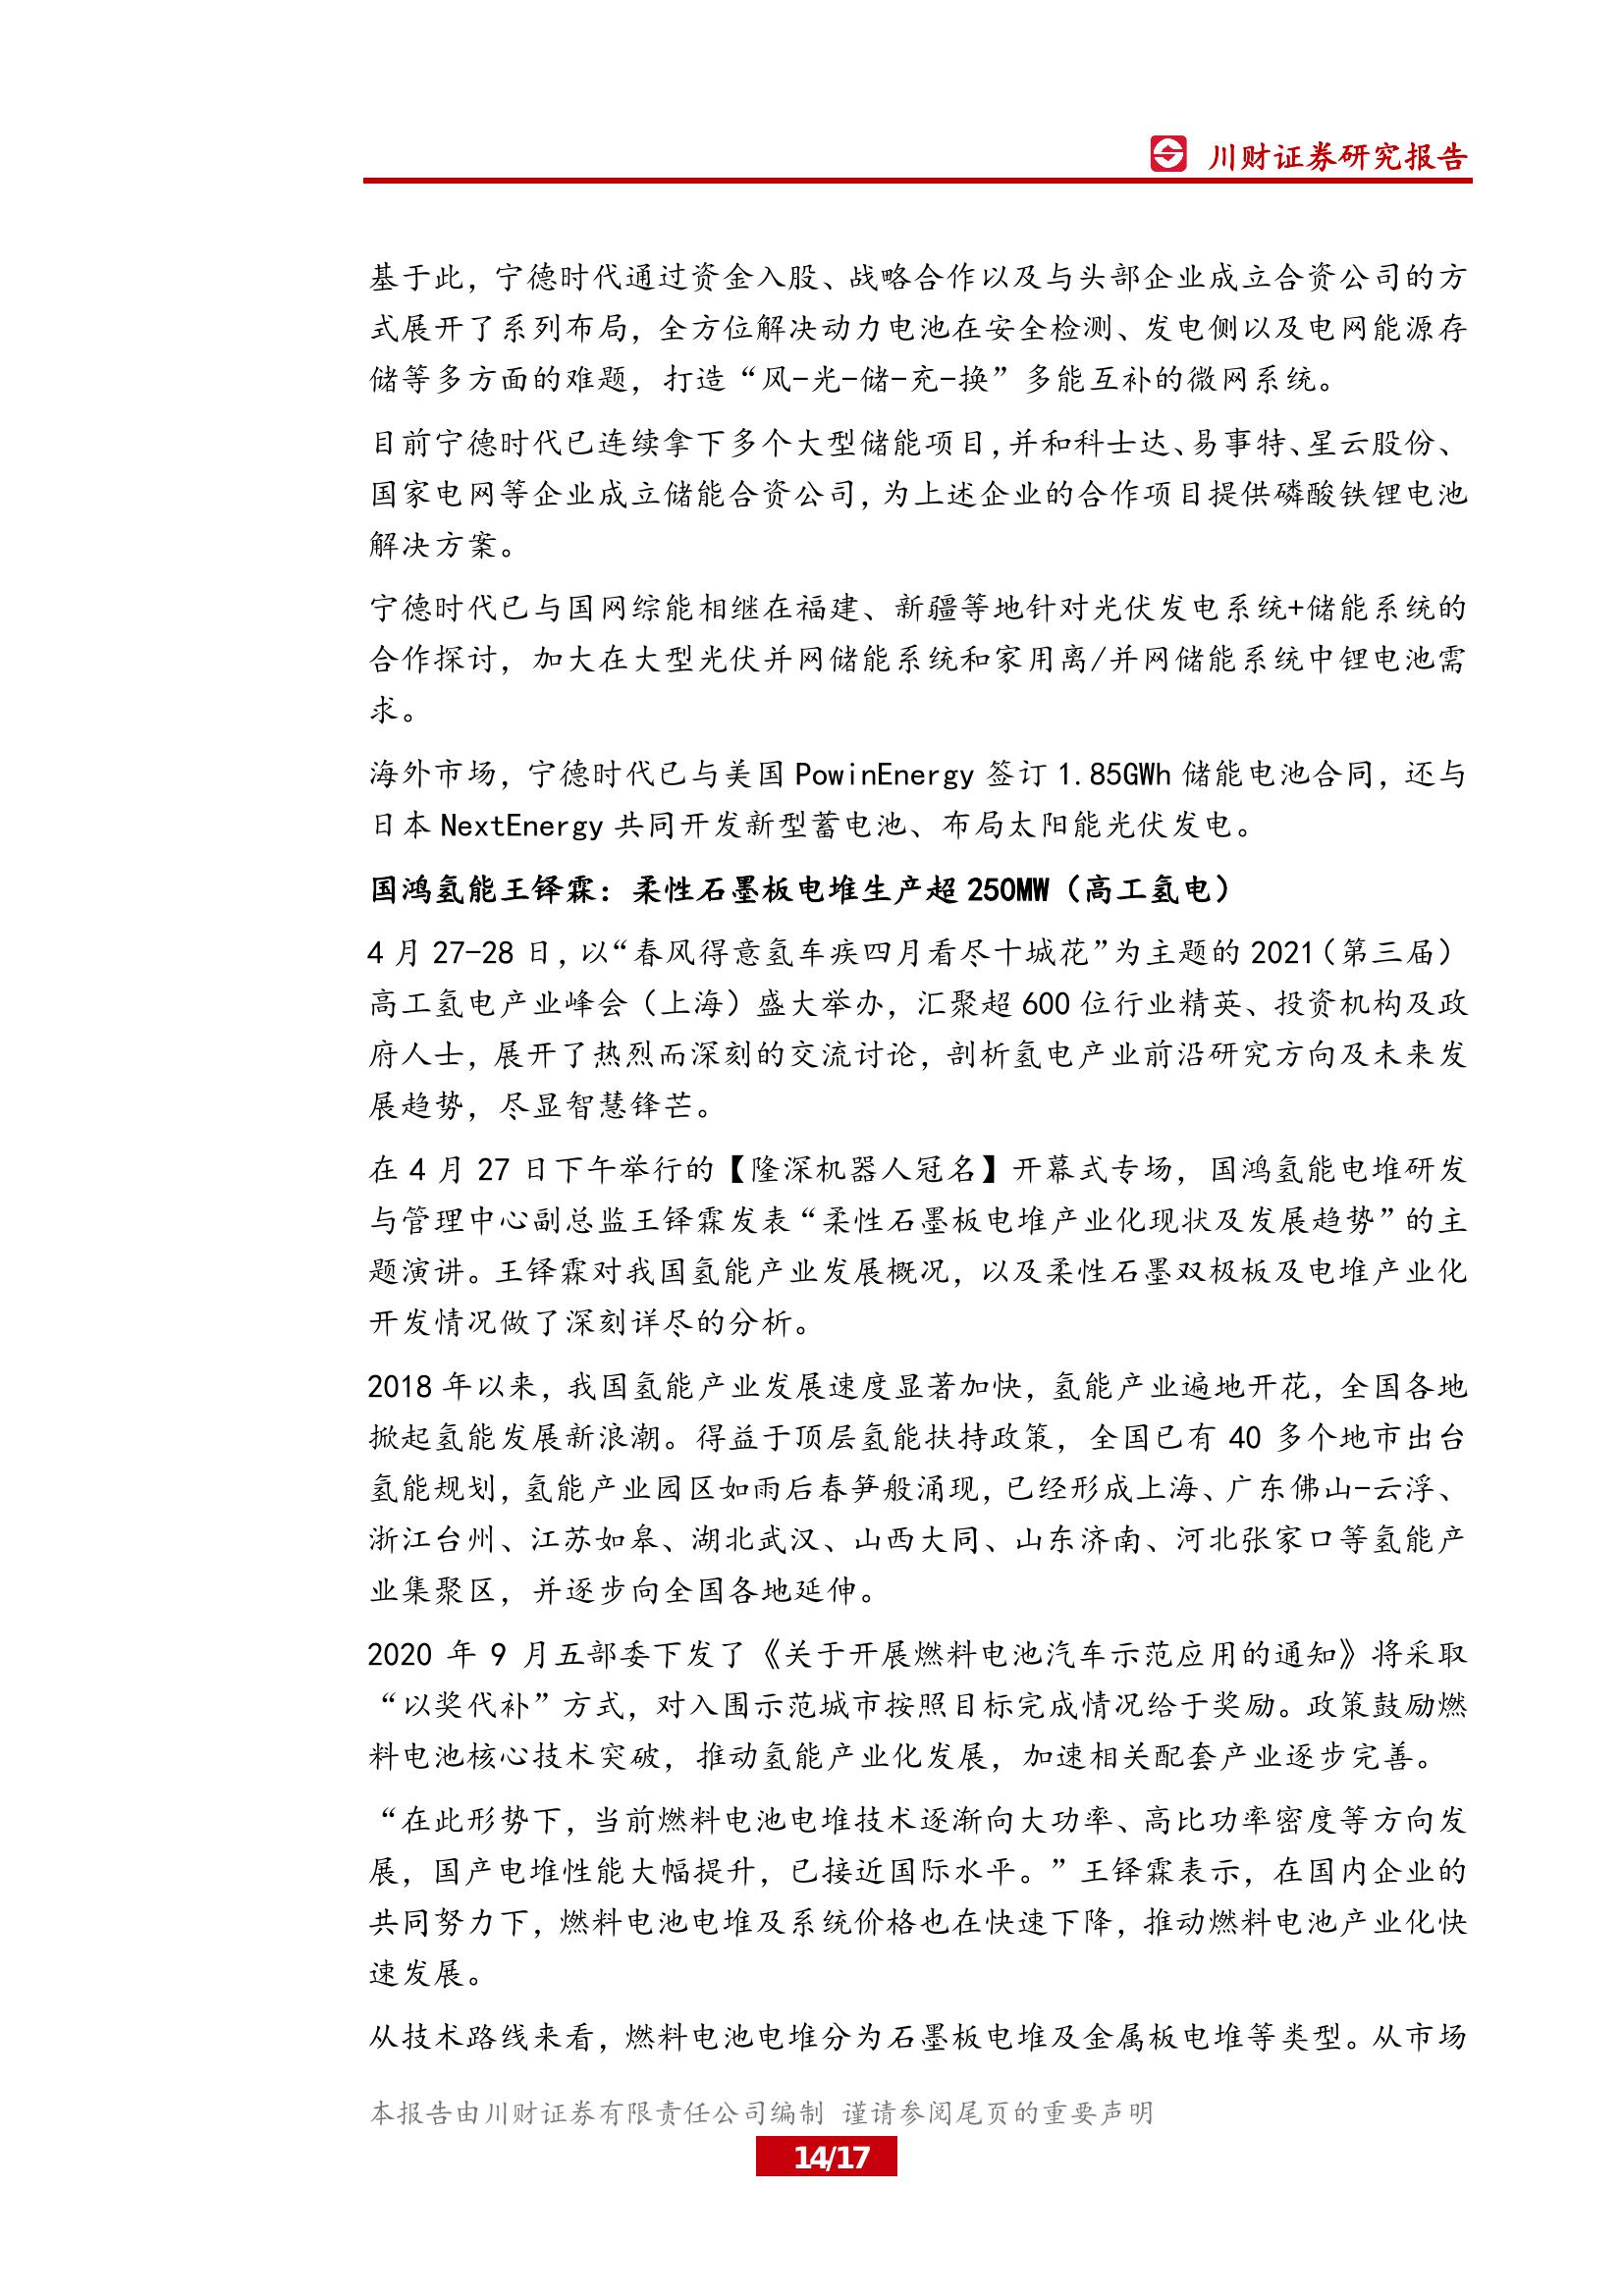 川财证券研究报告
基于此，宁德时代通过资金入股、战略合作以及与头部企业成立合资公司的方
式展开了系列布局，全方位解决动力电池在安全检测、发电侧以及电网能源存
储等多方面的难题，打造“风-光-储-充-换”多能互补的微网系统。
目前宁德时代已连续拿下多个大型储能项目，并和科士达、易事特、星云股份、
国家电网等企业成立储能合资公司，为上述企业的合作项目提供磷酸铁锂电池
解决方案。
宁德时代已与国网综能相继在福建、新疆等地针对光伏发电系统+储能系统的
合作探讨，加大在大型光伏并网储能系统和家用离/并网储能系统中锂电池需
求。
海外市场，宁德时代已与美国 PowinEnergy 签订 1.85GWh 储能电池合同，还与
日本 NextEnergy 共同开发新型蓄电池、布局太阳能光伏发电。
国鸿氢能王铎霖：柔性石墨板电堆生产超 250MW（高工氢电）
4 月 27-28 日，以“春风得意氢车疾四月看尽十城花”为主题的 2021（第三届）
高工氢电产业峰会（上海）盛大举办，汇聚超 600 位行业精英、投资机构及政
府人士，展开了热烈而深刻的交流讨论，剖析氢电产业前沿研究方向及未来发
展趋势，尽显智慧锋芒。
在 4 月 27 日下午举行的【隆深机器人冠名】开幕式专场，国鸿氢能电堆研发
与管理中心副总监王铎霖发表“柔性石墨板电堆产业化现状及发展趋势”的主
题演讲。王铎霖对我国氢能产业发展概况，以及柔性石墨双极板及电堆产业化
开发情况做了深刻详尽的分析。
2018 年以来，我国氢能产业发展速度显著加快，氢能产业遍地开花，全国各地
掀起氢能发展新浪潮。得益于顶层氢能扶持政策，全国已有 40 多个地市出台
氢能规划，氢能产业园区如雨后春笋般涌现，已经形成上海、广东佛山-云浮、
浙江台州、江苏如皋、湖北武汉、山西大同、山东济南、河北张家口等氢能产
业集聚区，并逐步向全国各地延伸。
2020 年 9 月五部委下发了《关于开展燃料电池汽车示范应用的通知》将采取
“以奖代补”方式，对入围示范城市按照目标完成情况给于奖励。政策鼓励燃
料电池核心技术突破，推动氢能产业化发展，加速相关配套产业逐步完善。
“在此形势下，当前燃料电池电堆技术逐渐向大功率、高比功率密度等方向发
展，国产电堆性能大幅提升，已接近国际水平。”王铎霖表示，在国内企业的
共同努力下，燃料电池电堆及系统价格也在快速下降，推动燃料电池产业化快
速发展。
从技术路线来看，燃料电池电堆分为石墨板电堆及金属板电堆等类型。从市场
本报告由川财证券有限责任公司编制 谨请参阅尾页的重要声明
14/17